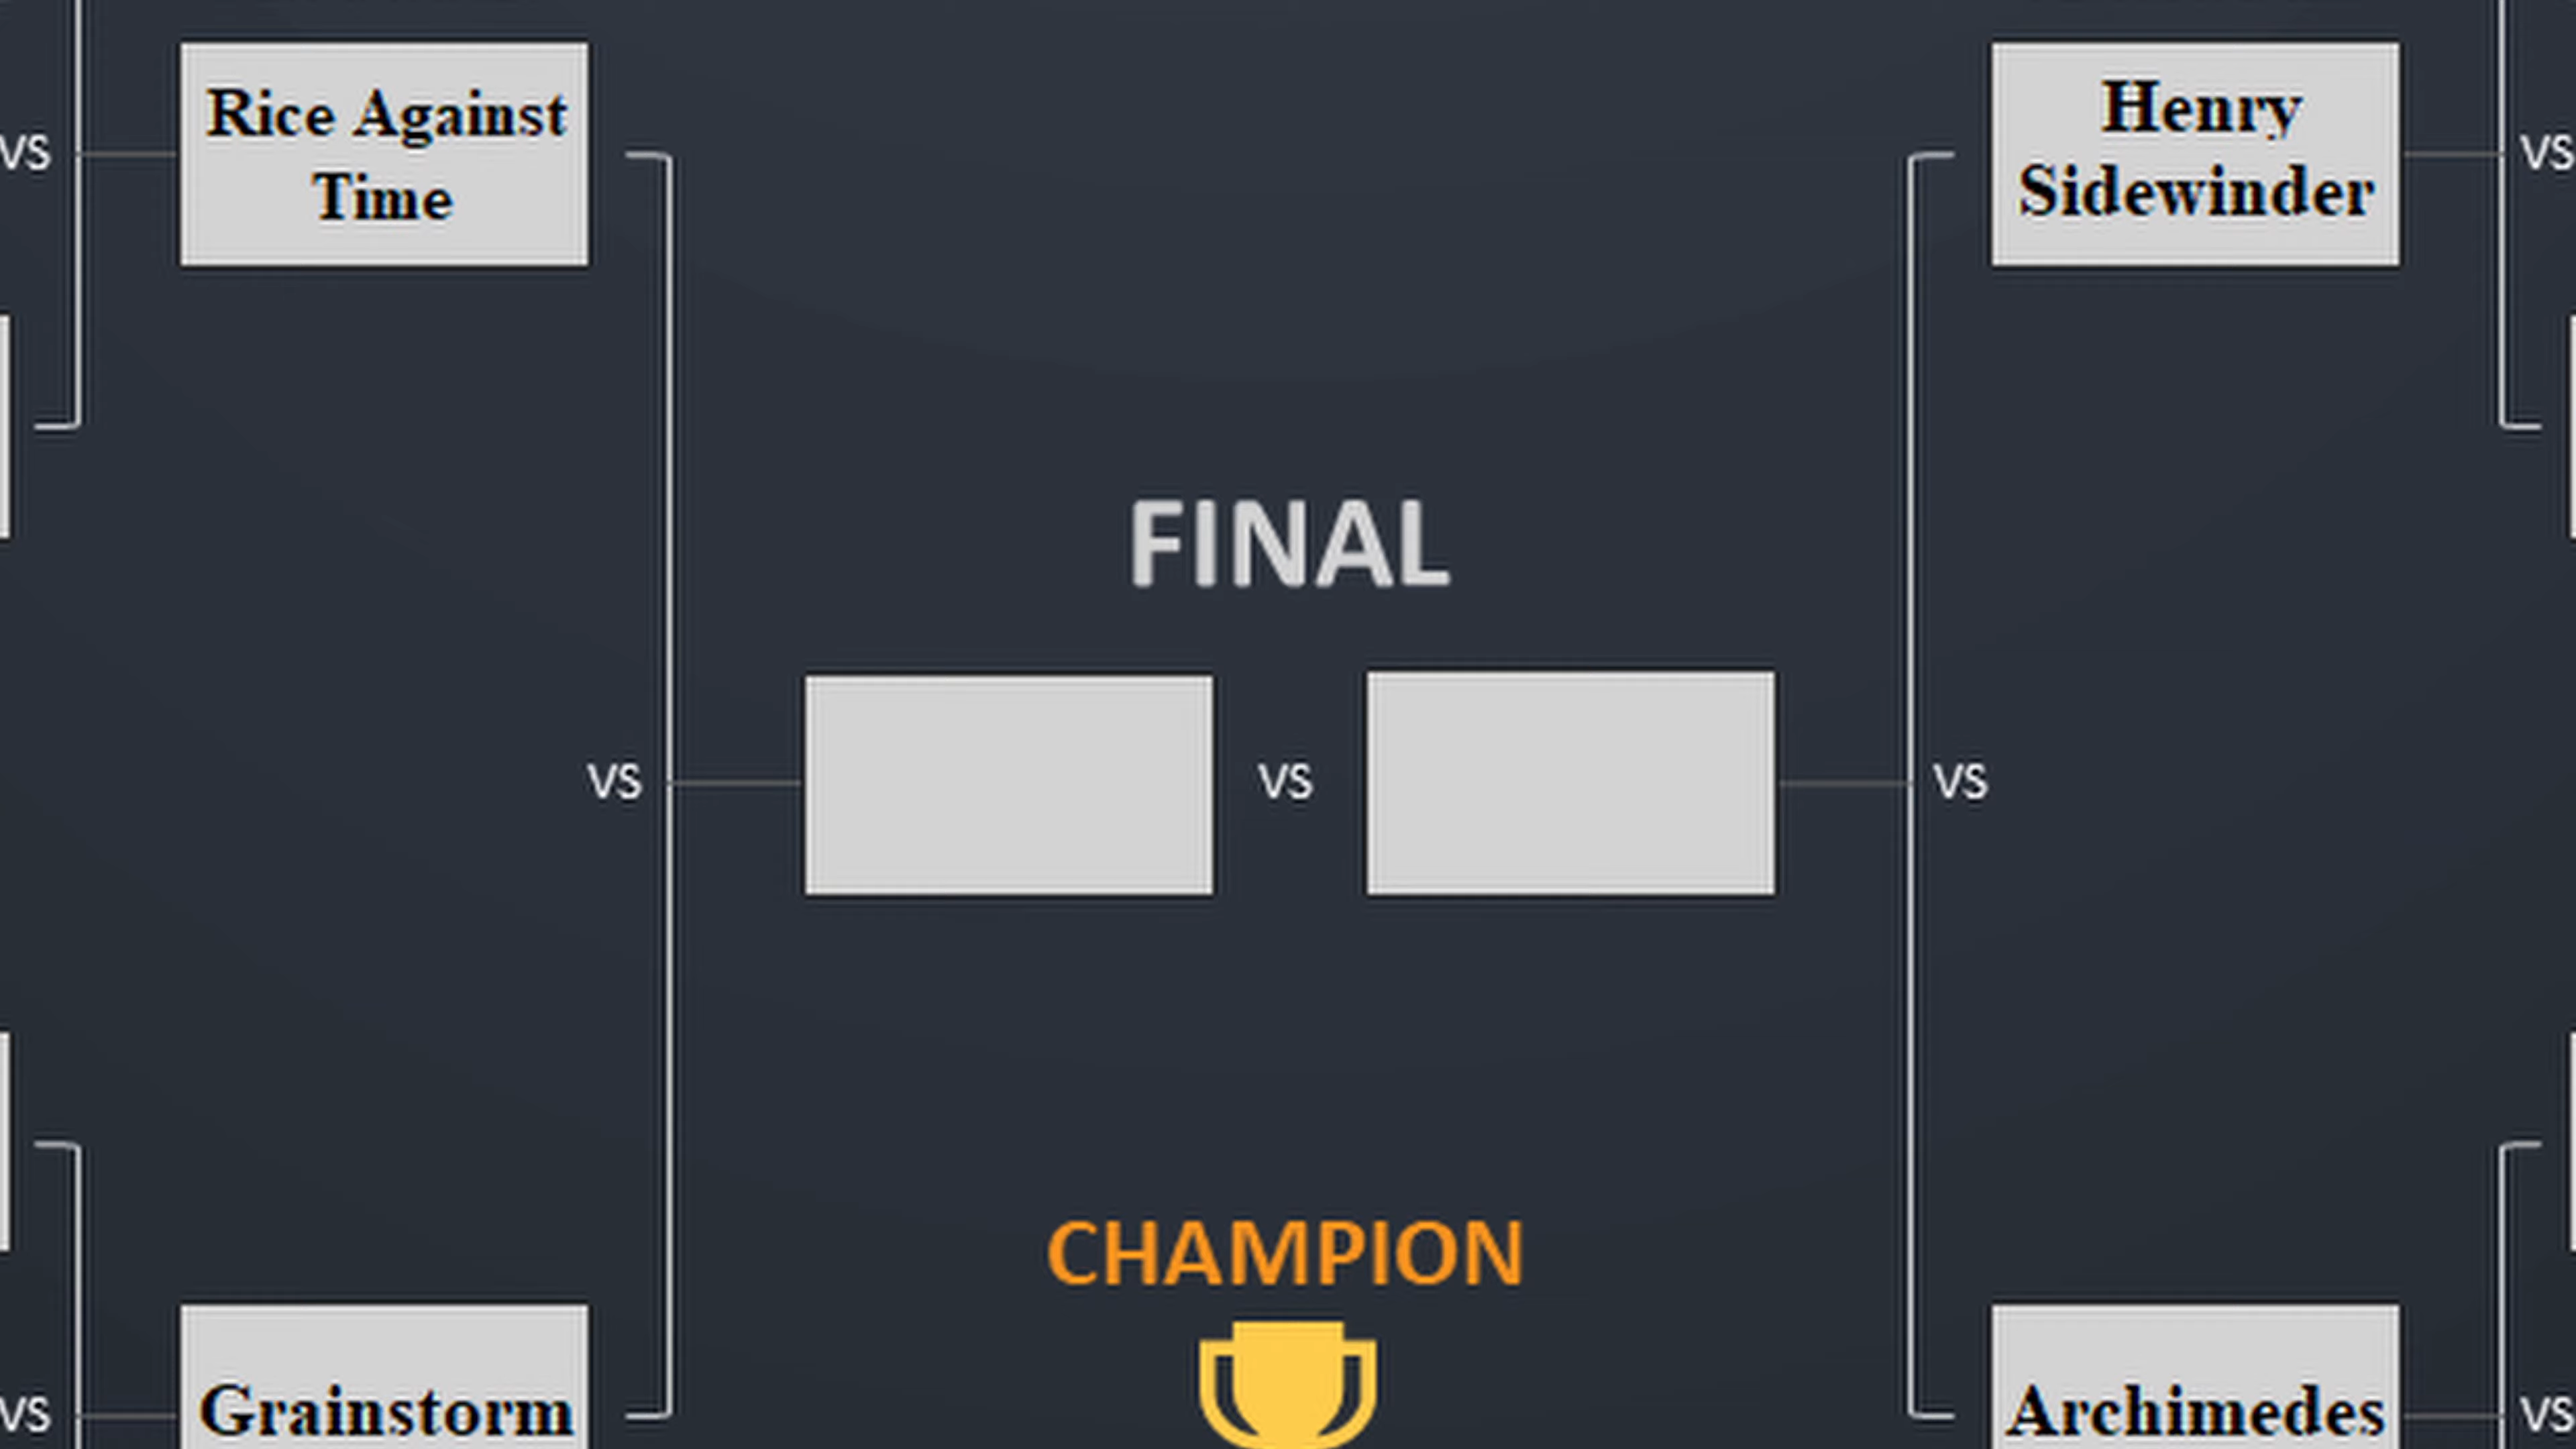 Rice Against
Time
Henry
Sidewinder
VS
VS
FINAL
VS
VS
VS
CHAMPION
Grainstorm
Archimedes
VS
VS